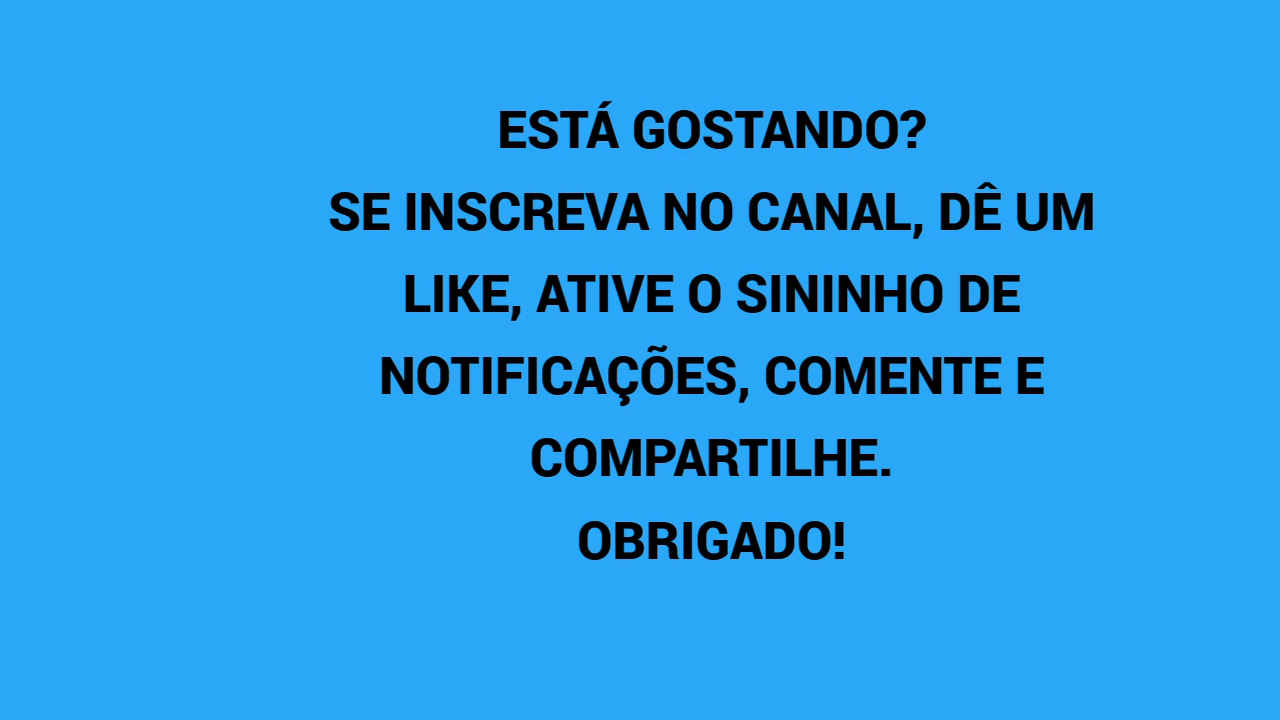 ESTÁ GOSTANDO?
SE INSCREVA NO CANAL, DÊ UM
LIKE, ATIVE O SININHO DE
NOTIFICAÇÕES, COMENTE E
COMPARTILHE.
OBRIGADO!